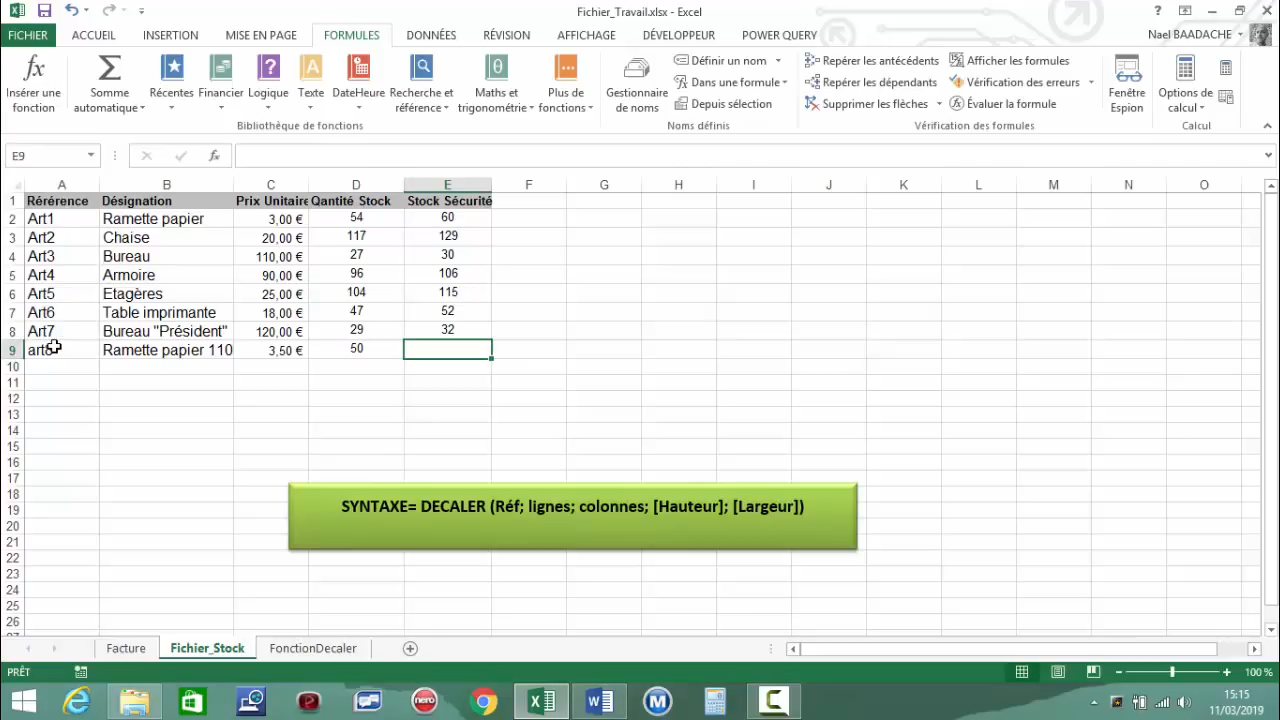 Fichier_Travail.xlsx - Excel
FICHIER ACCUEIL INSERTION MISE EN PAGE FORMULES DONNÉES RÉVISION AFFICHAGE DÉVELOPPEUR POWER QUERY Nael BAADACHE
Insérer une fonction
Somme automatique
Récentes
Financier
Logique
Texte
DateHeure
Recherche et référence
Maths et trigonométrie
Plus de fonctions
Bibliothèque de fonctions
Gestionnaire de noms
Définir un nom
Dans une formule
Depuis sélection
Noms définis
Repérer les antécédents
Repérer les dépendants
Supprimer les flèches
Afficher les formules
Vérification des erreurs
Évaluer la formule
Vérification des formules
Fenêtre Espion
Options de calcul
Calcul
E9 fx
A B C D E F G H I J K L M N O
1 Rérérence Désignation Prix Unitaire Qantité Stock Stock Sécurité
2 Art1 Ramette papier 3,00 € 54 60
3 Art2 Chaise 20,00 € 117 129
4 Art3 Bureau 110,00 € 27 30
5 Art4 Armoire 90,00 € 96 106
6 Art5 Etagères 25,00 € 104 115
7 Art6 Table imprimante 18,00 € 47 52
8 Art7 Bureau "Président" 120,00 € 29 32
9 Ramette papier 110 3,50 € 50
10
11
12
13
14
15
16
17
18
19
20
21
22
23
24
25
26
SYNTAXE= DECALER (Réf; lignes; colonnes; [Hauteur]; [Largeur])
Facture Fichier_Stock FonctionDecaler
PRÊT 100 %
nero
15:15
11/03/2019